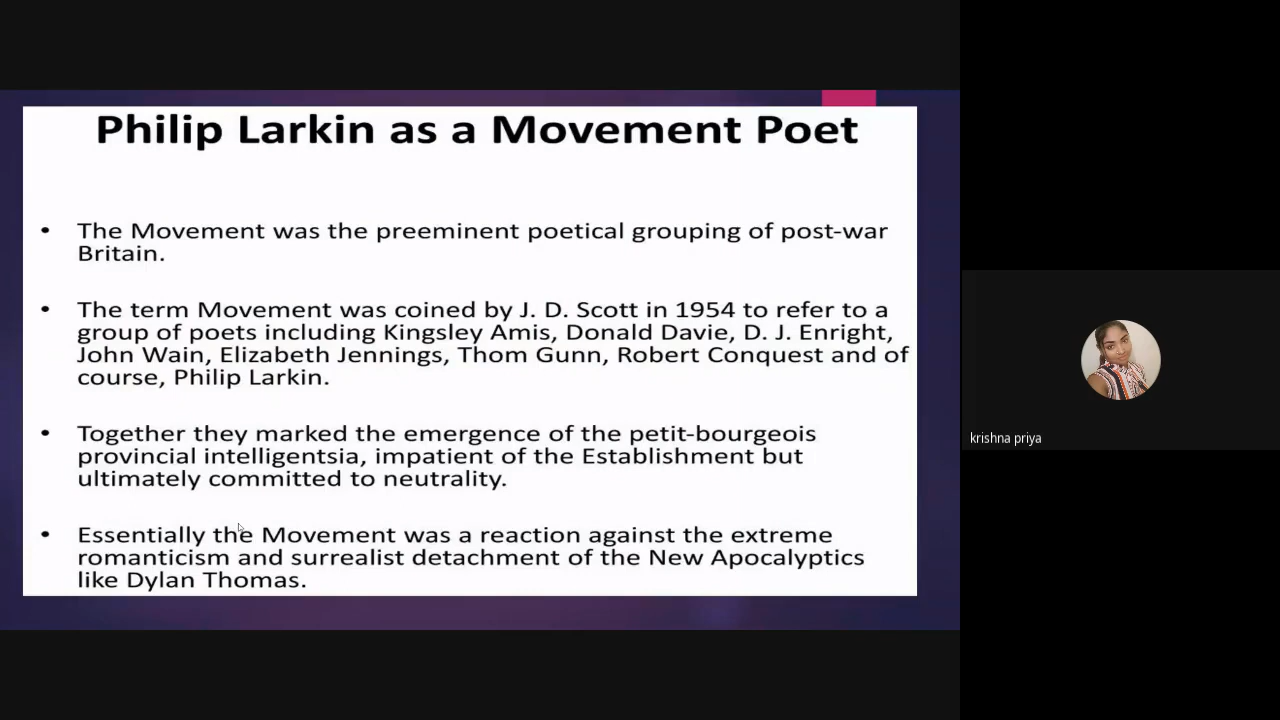 Philip Larkin as a Movement Poet
• The Movement was the preeminent poetical grouping of post-war
Britain.
• The term Movement was coined by J. D. Scott in 1954 to refer to a
group of poets including Kingsley Amis, Donald Davie, D. J. Enright,
John Wain, Elizabeth Jennings, Thom Gunn, Robert Conquest and of
course, Philip Larkin.
• Together they marked the emergence of the petit-bourgeois
provincial intelligentsia, impatient of the Establishment but
ultimately committed to neutrality.
• Essentially the Movement was a reaction against the extreme
romanticism and surrealist detachment of the New Apocalyptics
like Dylan Thomas.
krishna priya